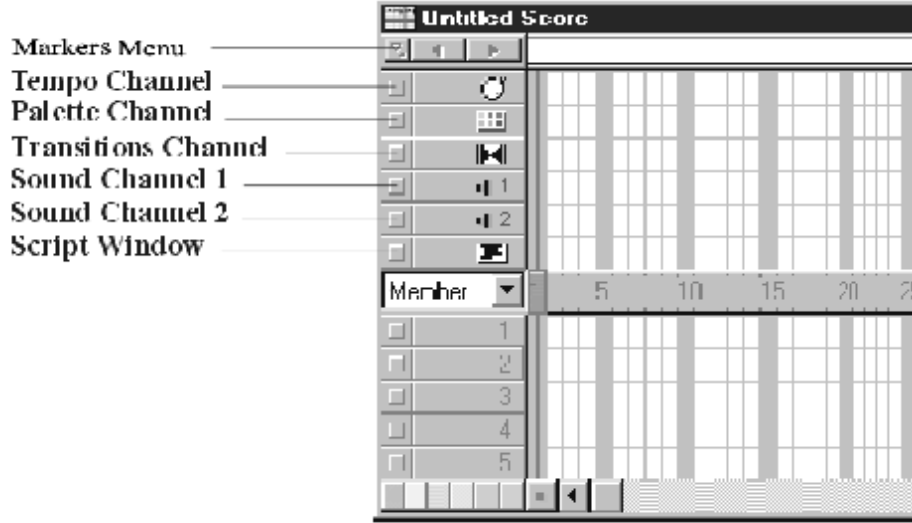 Untitled Score
Markers Menu
Tempo Channel
Palette Channel
Transitions Channel
Sound Channel 1
1
Sound Channel 2
2
Script Window
Member
5 10 15 20
1
2
3
4
5